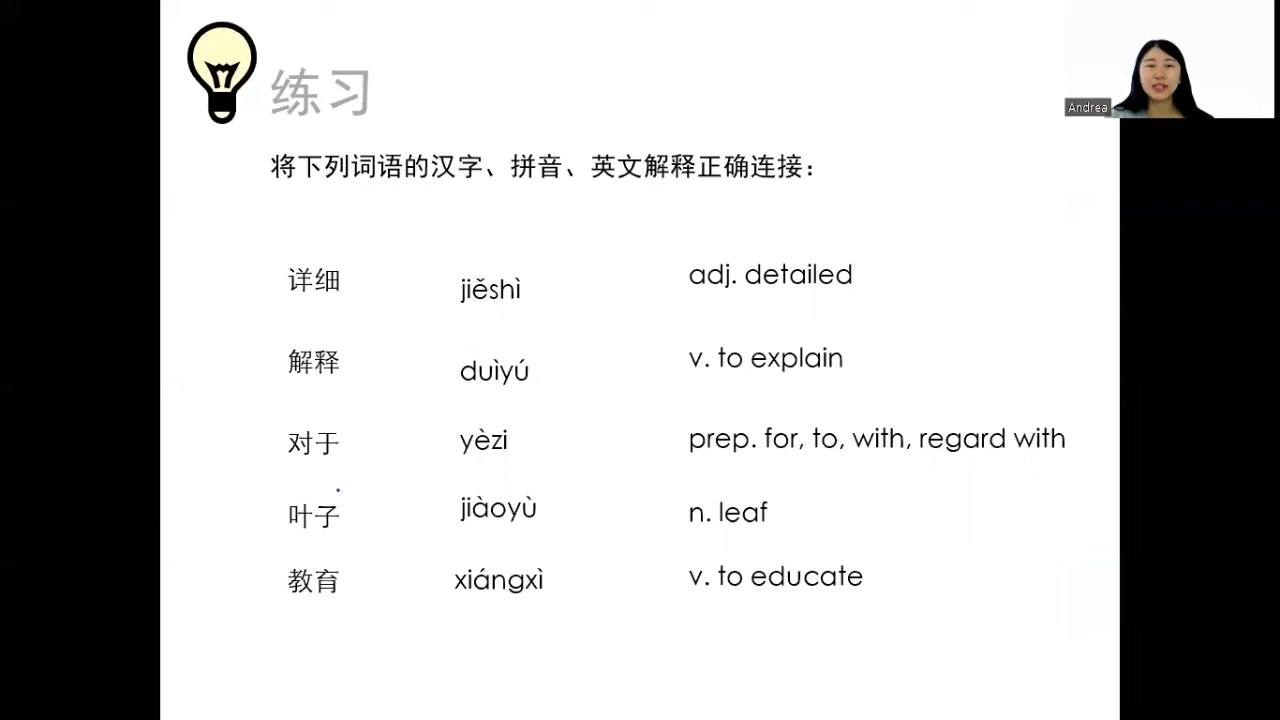 练习
Andrea
将下列词语的汉字、拼音、英文解释正确连接：
详细 jiěshì adj. detailed
解释 duìyú v. to explain
对于 yèzi prep. for, to, with, regard with
叶子 jiàoyù n. leaf
教育 xiángxì v. to educate